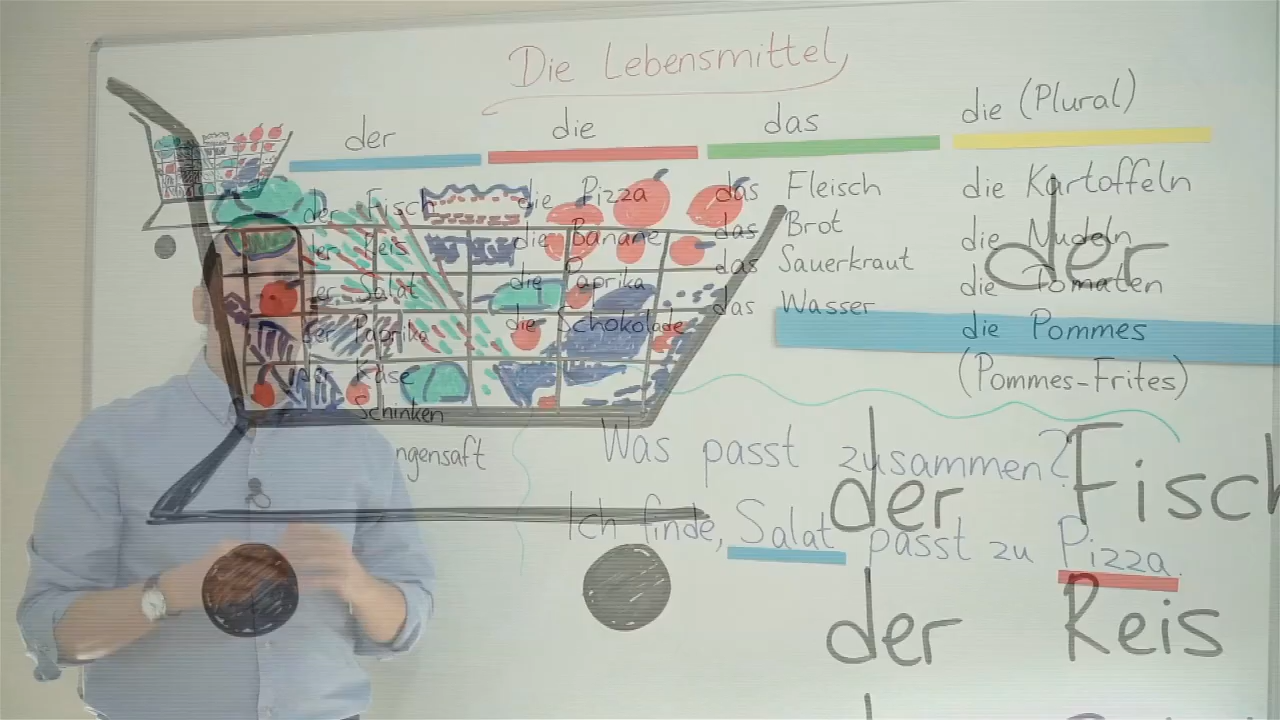 Die Lebensmittel
der die das die (Plural)
der Fisch die Pizza das Fleisch die Kartoffeln
der Reis die Banane das Brot die Nudeln
der Salat die Paprika das Sauerkraut die Tomaten
der Paprika die Schokolade das Wasser die Pommes
der Käse (Pommes-Frites)
Schinken
ngensaft
Was passt zusammen?
Ich finde, Salat passt zu Pizza.
der
der Fisch
der Reis